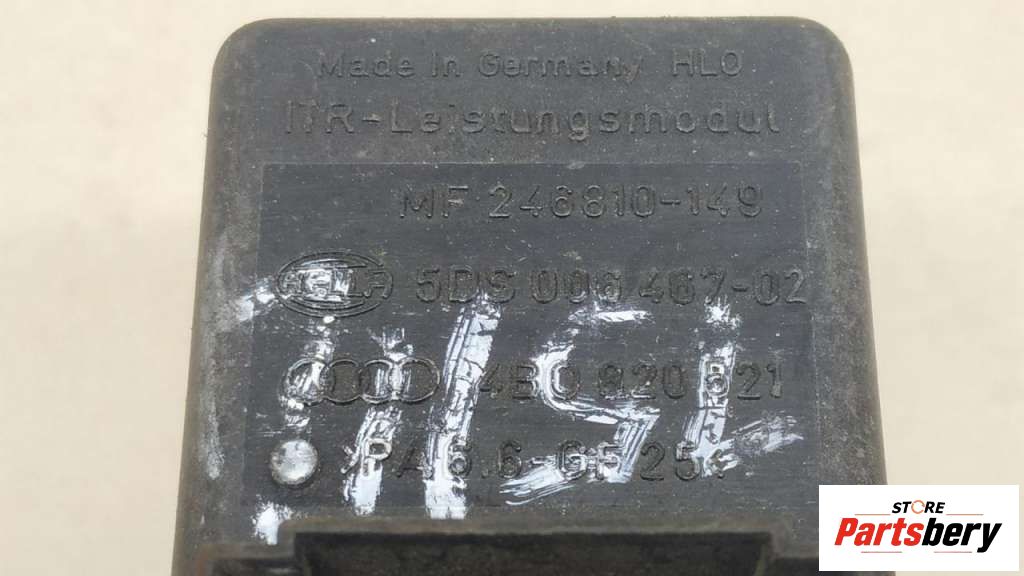 Made in Germany HLO
ITR-Leistungsmodul
MF 246810-149
HELLA 5DS 006 467-02
4B0 820 521
>PA6.6-GF25<
STORE
Partsbery